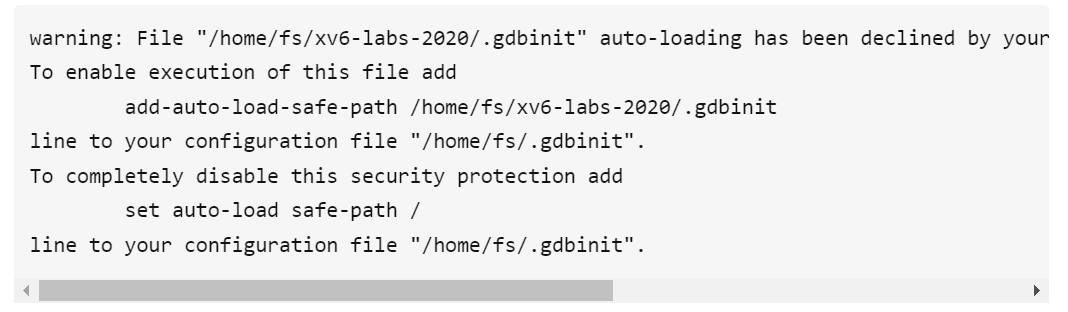 warning: File "/home/fs/xv6-labs-2020/.gdbinit" auto-loading has been declined by your
To enable execution of this file add
        add-auto-load-safe-path /home/fs/xv6-labs-2020/.gdbinit
line to your configuration file "/home/fs/.gdbinit".
To completely disable this security protection add
        set auto-load safe-path /
line to your configuration file "/home/fs/.gdbinit".